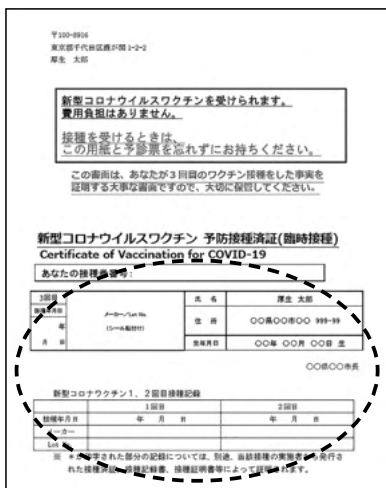 〒100-8916
東京都千代田区霞が関1-2-2
厚生 太郎
新型コロナウイルスワクチンを受けられます。
費用負担はありません。
接種を受けるときは、
この用紙と予診票を忘れずにお持ちください。
この書面は、あなたが3回目のワクチン接種をした事実を
証明する大事な書面ですので、大切に保管してください。
新型コロナウイルスワクチン 予防接種済証(臨時接種)
Certificate of Vaccination for COVID-19
あなたの接種券番号:
3回目
接種年月日
年
月 日
メーカー/Lot No.
(シール貼付け)
氏 名 厚生 太郎
住 所 〇〇県〇〇市〇〇 999-99
生年月日 〇〇年 〇〇月 〇〇日 生
〇〇県〇〇市長
新型コロナワクチン1、2回目接種記録
1回目 2回目
接種年月日 年 月 日 年 月 日
メーカー
Lot No.
※ *が印字された部分の記録については、別途、当該接種の実施者から発行さ
れた接種済証、接種記録書、接種証明書等によって証明されます。